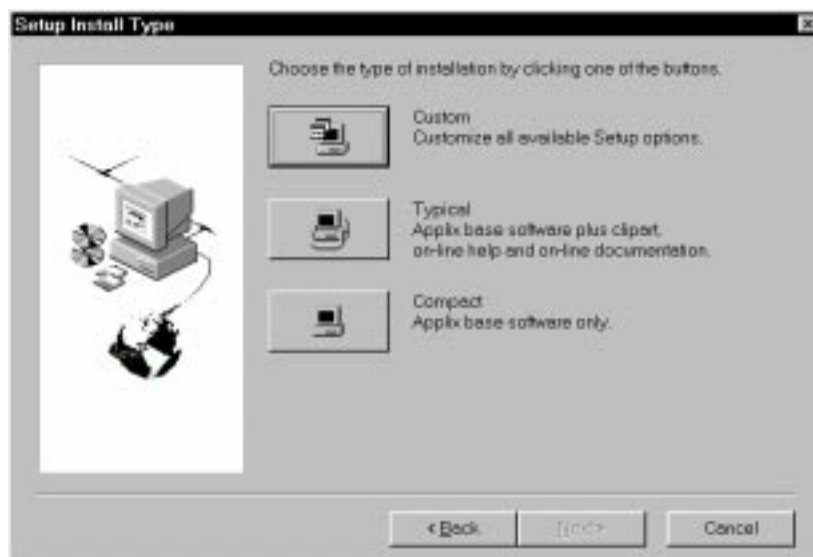 Setup Install Type
Choose the type of installation by clicking one of the buttons.
Custom
Customize all available Setup options.
Typical
Applix base software plus clipart,
on-line help and on-line documentation.
Compact
Applix base software only.
< Back
Next >
Cancel